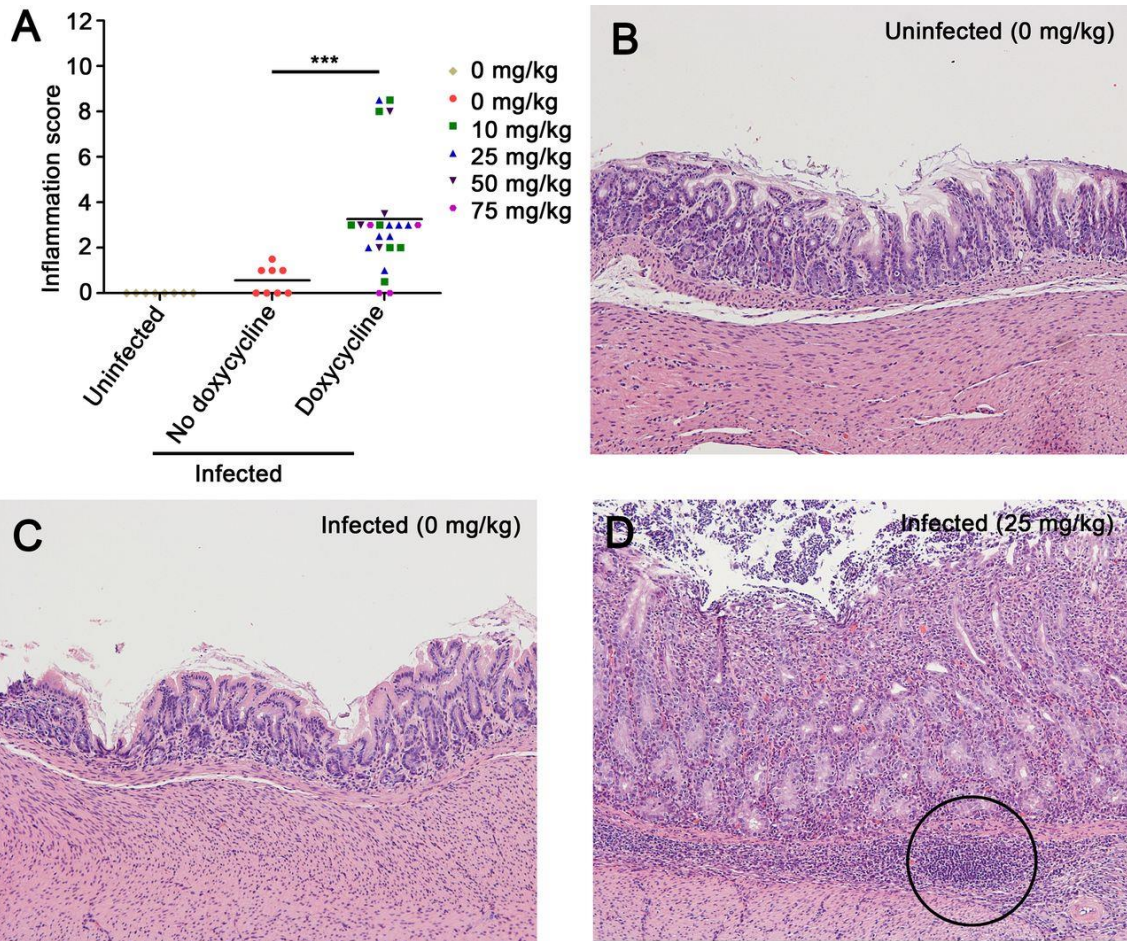 A
12
10
8
6
4
2
0
Inflammation score
***
0 mg/kg
0 mg/kg
10 mg/kg
25 mg/kg
50 mg/kg
75 mg/kg
Uninfected
No doxycycline
Doxycycline
Infected
B
Uninfected (0 mg/kg)
C
Infected (0 mg/kg)
D
Infected (25 mg/kg)